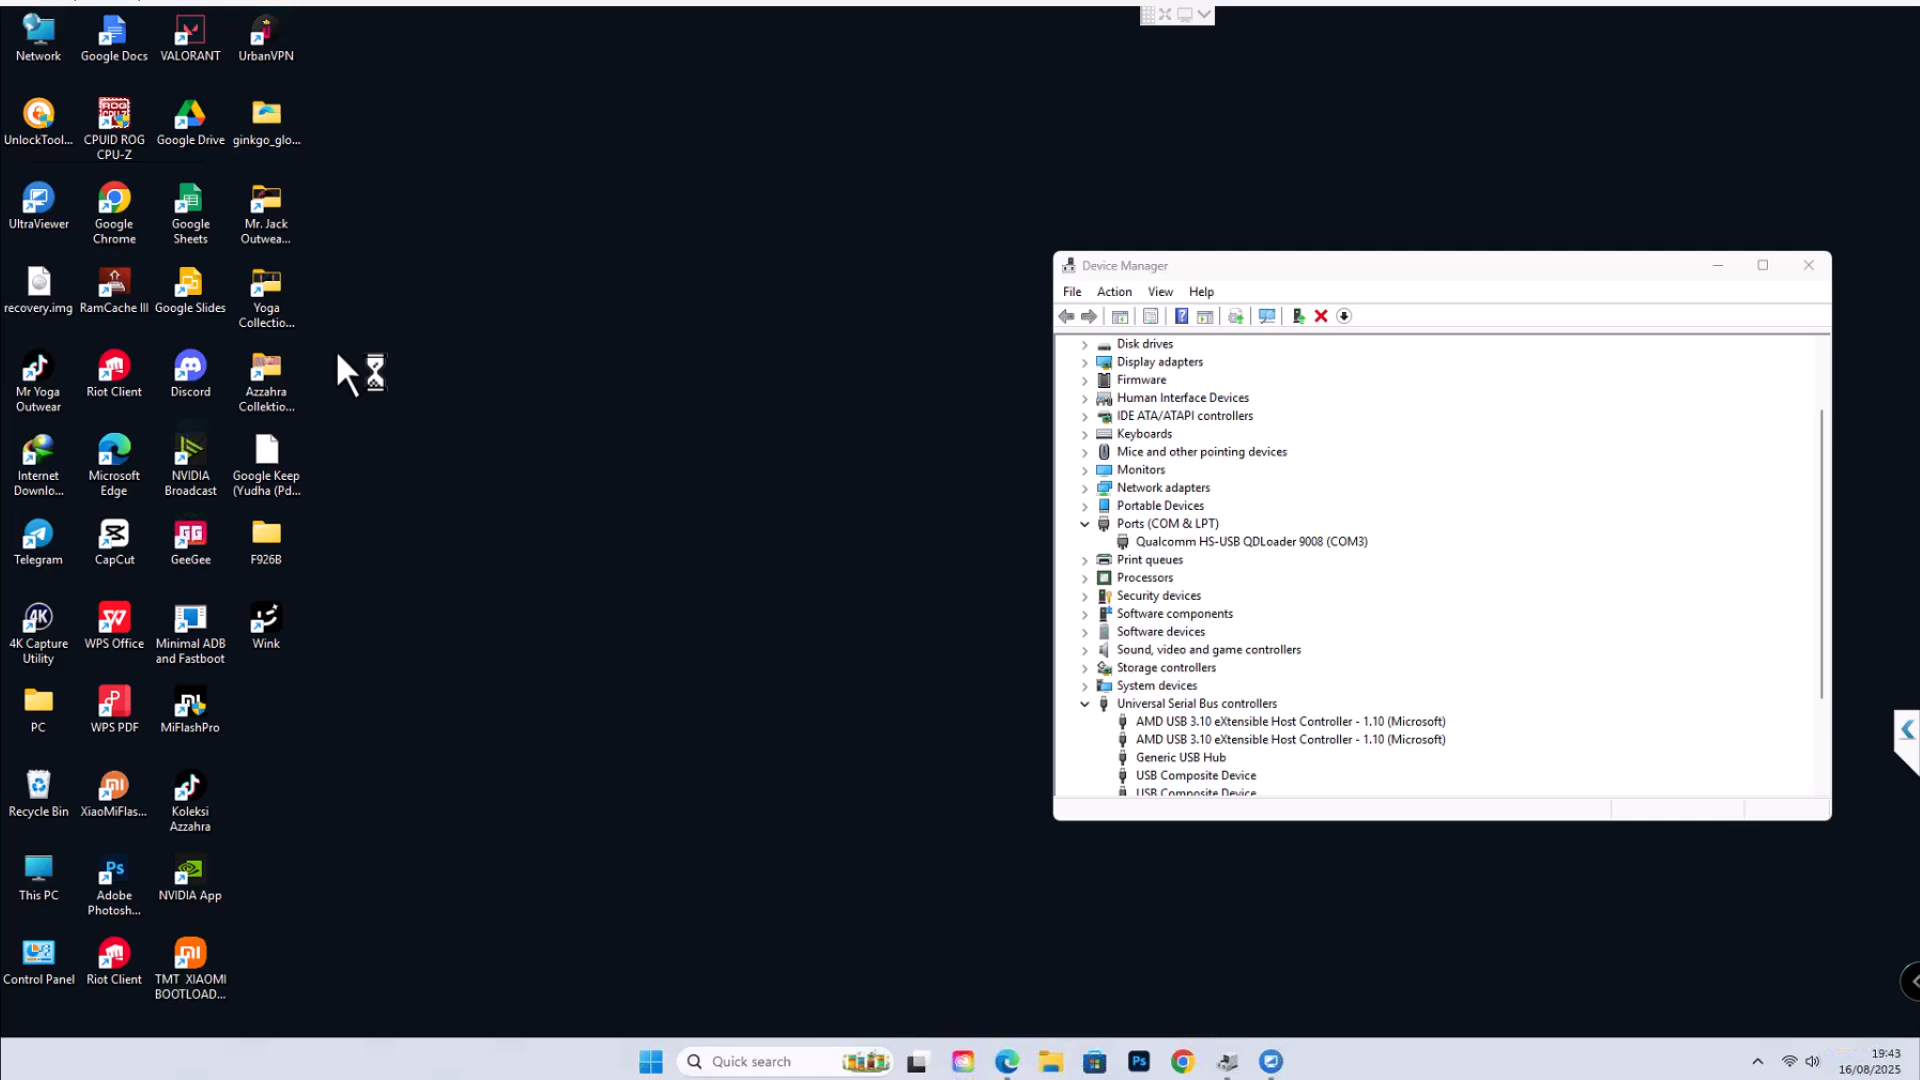 Network
Google Docs
VALORANT
UrbanVPN
UnlockTool...
CPUID ROG
CPU-Z
Google Drive
ginkgo_glo...
UltraViewer
Google
Chrome
Google
Sheets
Mr. Jack
Outwea...
recovery.img
RamCache III
Google Slides
Yoga
Collectio...
Mr Yoga
Outwear
Riot Client
Discord
Azzahra
Collektio...
Internet
Downlo...
Microsoft
Edge
NVIDIA
Broadcast
Google Keep
(Yudha (Pd...
Telegram
CapCut
GeeGee
F926B
4K Capture
Utility
WPS Office
Minimal ADB
and Fastboot
Wink
PC
WPS PDF
MiFlashPro
Recycle Bin
XiaoMiFlas...
Koleksi
Azzahra
This PC
Adobe
Photosh...
NVIDIA App
Control Panel
Riot Client
TMT XIAOMI
BOOTLOAD...
Device Manager
File Action View Help
Disk drives
Display adapters
Firmware
Human Interface Devices
IDE ATA/ATAPI controllers
Keyboards
Mice and other pointing devices
Monitors
Network adapters
Portable Devices
Ports (COM & LPT)
Qualcomm HS-USB QDLoader 9008 (COM3)
Print queues
Processors
Security devices
Software components
Software devices
Sound, video and game controllers
Storage controllers
System devices
Universal Serial Bus controllers
AMD USB 3.10 eXtensible Host Controller - 1.10 (Microsoft)
AMD USB 3.10 eXtensible Host Controller - 1.10 (Microsoft)
Generic USB Hub
USB Composite Device
USB Composite Device
Quick search
19:43
16/08/2025